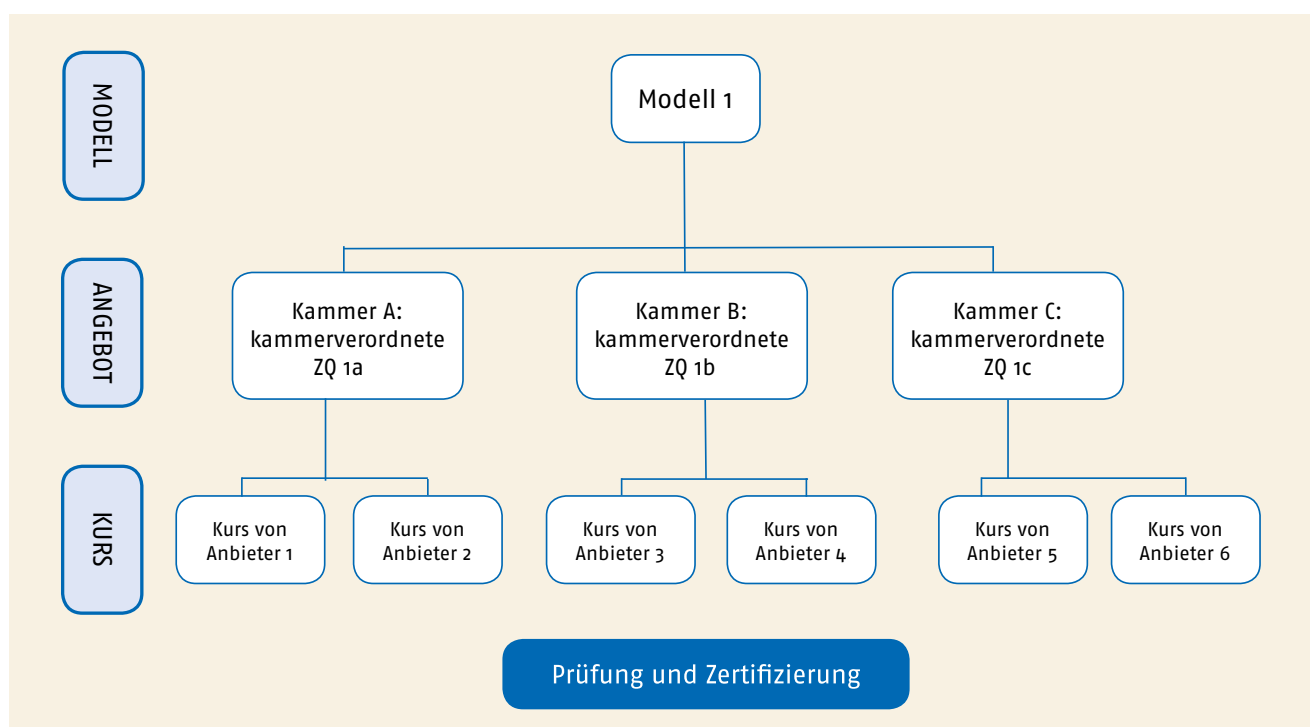 MODELL
Modell 1
ANGEBOT
Kammer A:
kammerverordnete
ZQ 1a
Kammer B:
kammerverordnete
ZQ 1b
Kammer C:
kammerverordnete
ZQ 1c
KURS
Kurs von
Anbieter 1
Kurs von
Anbieter 2
Kurs von
Anbieter 3
Kurs von
Anbieter 4
Kurs von
Anbieter 5
Kurs von
Anbieter 6
Prüfung und Zertifizierung